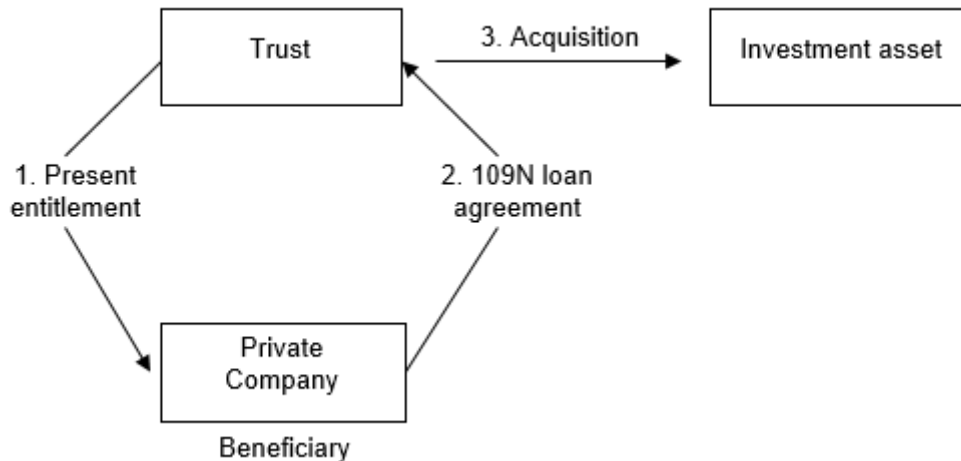 Trust
3. Acquisition
Investment asset
1. Present
entitlement
2. 109N loan
agreement
Private
Company
Beneficiary